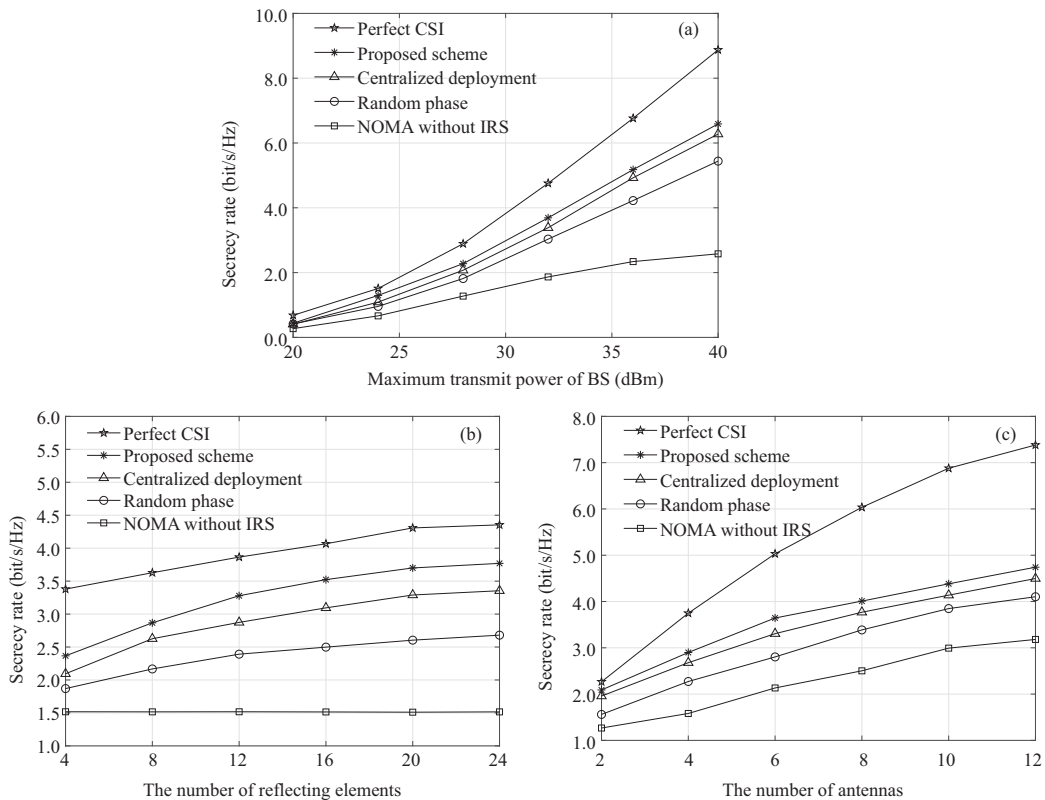 10.0
8.0
6.0
4.0
2.0
0.0
Secrecy rate (bit/s/Hz)
Perfect CSI
Proposed scheme
Centralized deployment
Random phase
NOMA without IRS
(a)
20
25
30
35
40
Maximum transmit power of BS (dBm)
6.0
5.5
5.0
4.5
4.0
3.5
3.0
2.5
2.0
1.5
1.0
Secrecy rate (bit/s/Hz)
Perfect CSI
Proposed scheme
Centralized deployment
Random phase
NOMA without IRS
(b)
4
8
12
16
20
24
The number of reflecting elements
8.0
7.0
6.0
5.0
4.0
3.0
2.0
1.0
Secrecy rate (bit/s/Hz)
Perfect CSI
Proposed scheme
Centralized deployment
Random phase
NOMA without IRS
(c)
2
4
6
8
10
12
The number of antennas